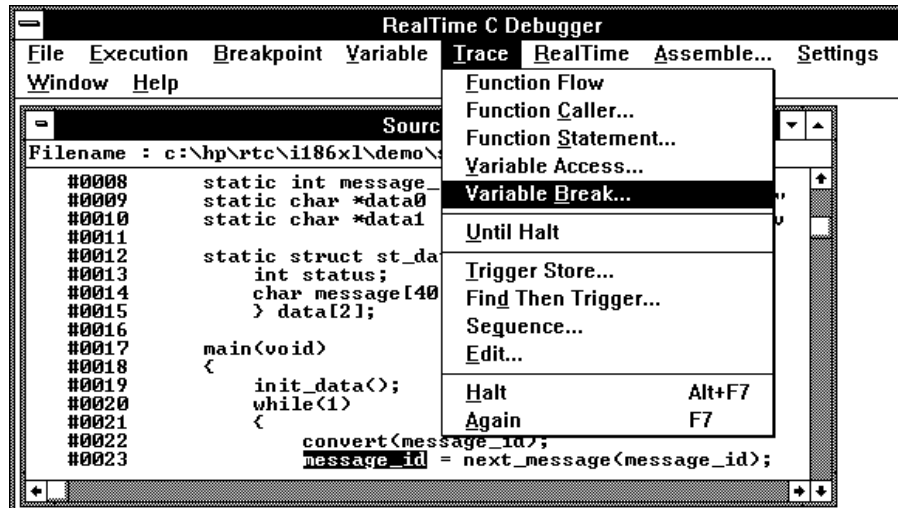 RealTime C Debugger
File Execution Breakpoint Variable Trace RealTime Assemble... Settings
Window Help
Function Flow
Function Caller...
Function Statement...
Variable Access...
Variable Break...
Until Halt
Trigger Store...
Find Then Trigger...
Sequence...
Edit...
Halt Alt+F7
Again F7
Sourc
Filename : c:\hp\rtc\i186xl\demo\
#0008 static int message_
#0009 static char *data0 "
#0010 static char *data1
#0011
#0012 static struct st_da
#0013 int status;
#0014 char message[40
#0015 } data[2];
#0016
#0017 main(void)
#0018 {
#0019 init_data();
#0020 while(1)
#0021 {
#0022 convert(message_id);
#0023 message_id = next_message(message_id);